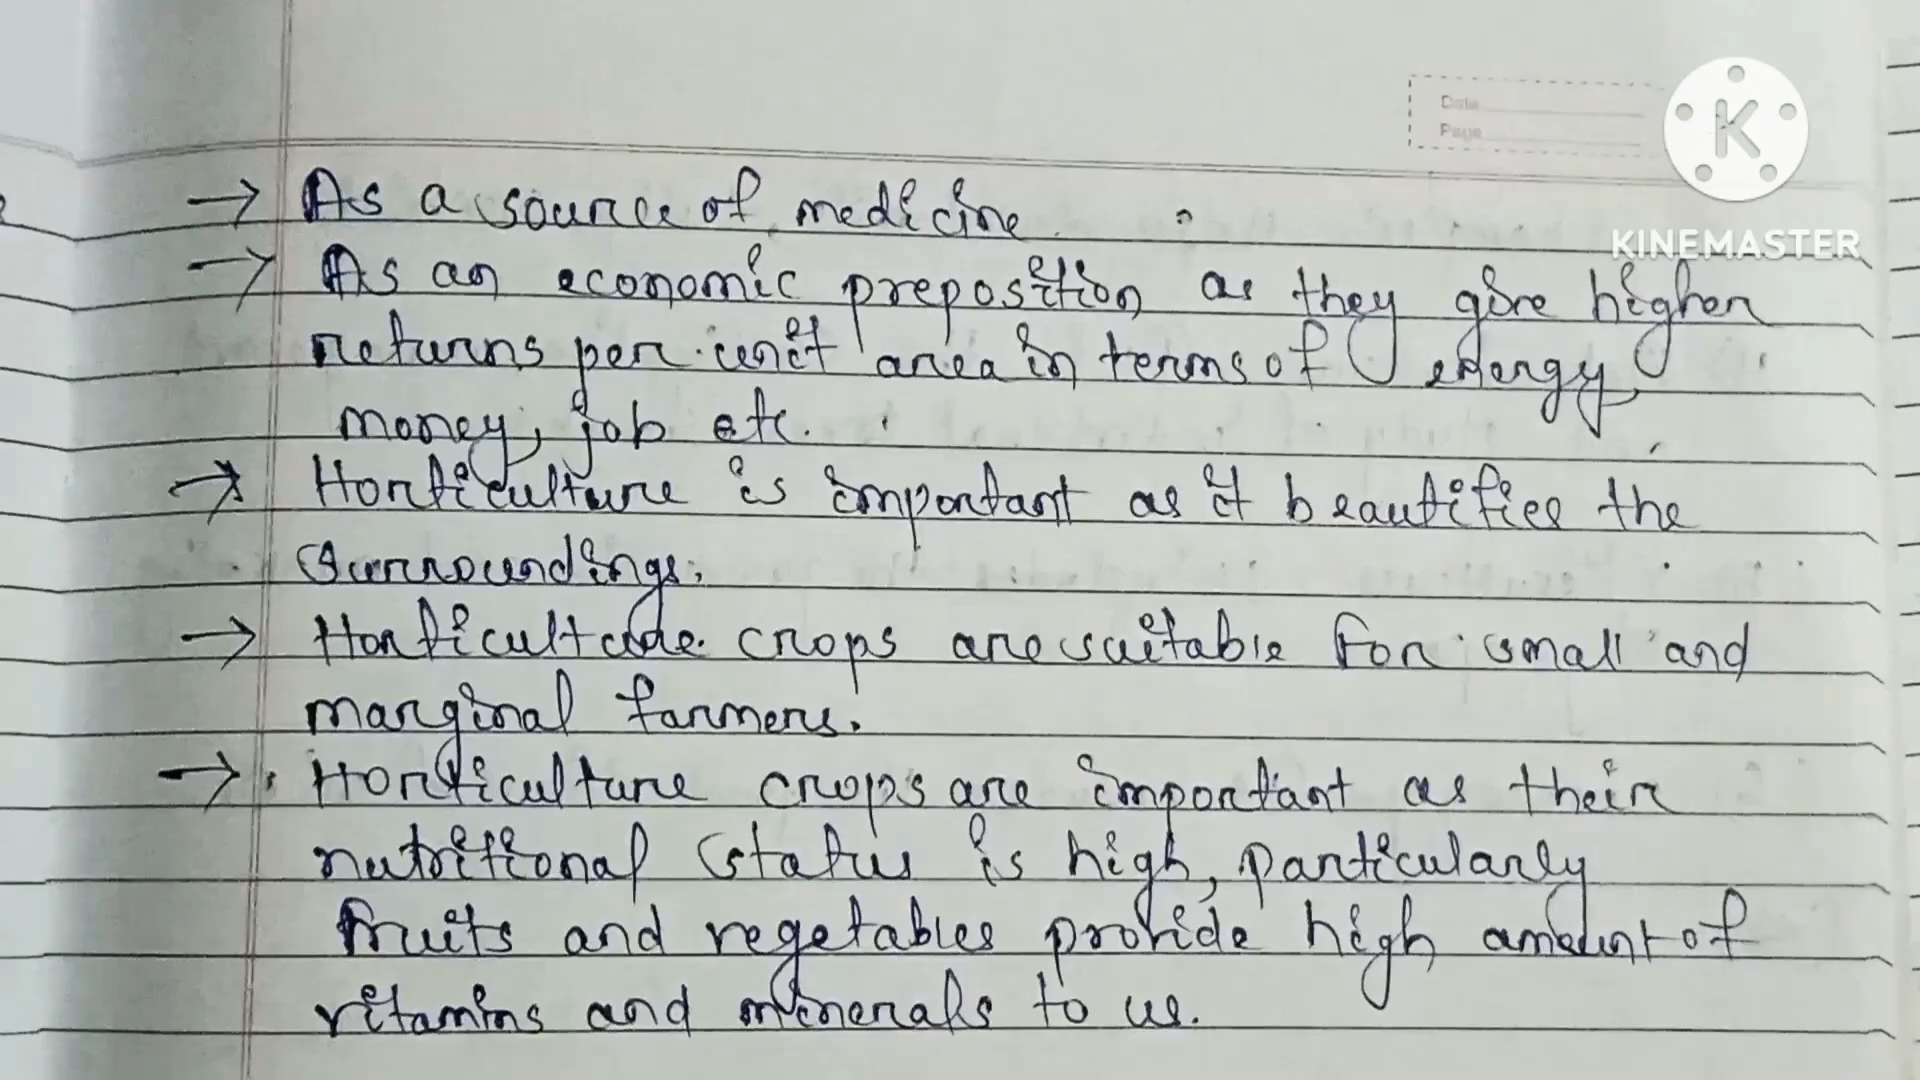 Date
Page
K
KINEMASTER
→ As a source of medicine.
→ As an economic preposition as they give higher
returns per unit area in terms of energy,
money, job etc.
→ Horticulture is important as it beautifies the
surroundings.
→ crops are suitable for small and
marginal farmers.
→ Horticulture crops are important as their
nutritional status is high, particularly
fruits and vegetables provide high amount of
vitamins and minerals to us.